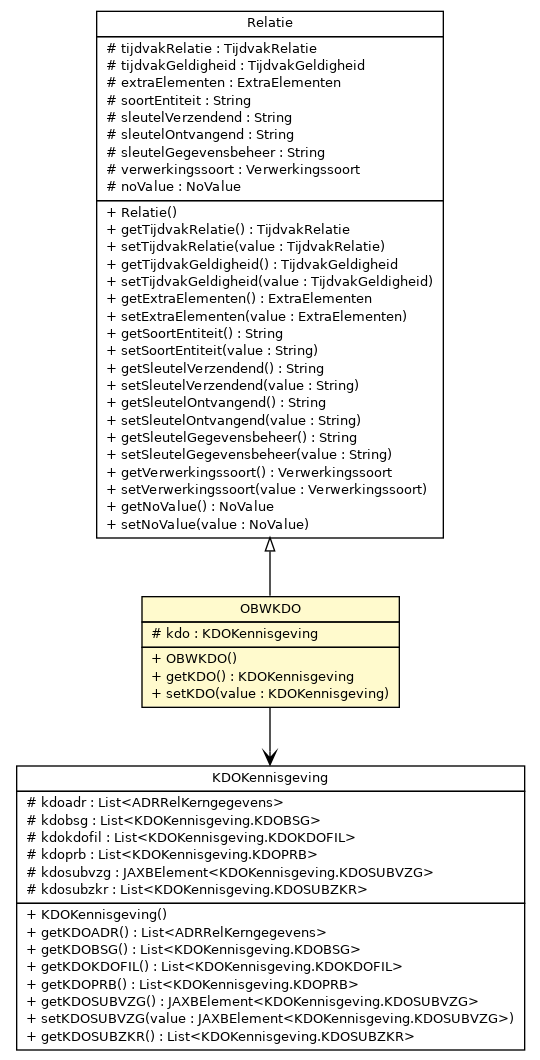 Relatie
# tijdvakRelatie : TijdvakRelatie
# tijdvakGeldigheid : TijdvakGeldigheid
# extraElementen : ExtraElementen
# soortEntiteit : String
# sleutelVerzendend : String
# sleutelOntvangend : String
# sleutelGegevensbeheer : String
# verwerkingssoort : Verwerkingssoort
# noValue : NoValue
+ Relatie()
+ getTijdvakRelatie() : TijdvakRelatie
+ setTijdvakRelatie(value : TijdvakRelatie)
+ getTijdvakGeldigheid() : TijdvakGeldigheid
+ setTijdvakGeldigheid(value : TijdvakGeldigheid)
+ getExtraElementen() : ExtraElementen
+ setExtraElementen(value : ExtraElementen)
+ getSoortEntiteit() : String
+ setSoortEntiteit(value : String)
+ getSleutelVerzendend() : String
+ setSleutelVerzendend(value : String)
+ getSleutelOntvangend() : String
+ setSleutelOntvangend(value : String)
+ getSleutelGegevensbeheer() : String
+ setSleutelGegevensbeheer(value : String)
+ getVerwerkingssoort() : Verwerkingssoort
+ setVerwerkingssoort(value : Verwerkingssoort)
+ getNoValue() : NoValue
+ setNoValue(value : NoValue)
OBWKDO
# kdo : KDOKennisgeving
+ OBWKDO()
+ getKDO() : KDOKennisgeving
+ setKDO(value : KDOKennisgeving)
KDOKennisgeving
# kdoadr : List<ADRRelKerngegevens>
# kdobsg : List<KDOKennisgeving.KDOBSG>
# kdokdofil : List<KDOKennisgeving.KDOKDOFIL>
# kdoprb : List<KDOKennisgeving.KDOPRB>
# kdosubvzg : JAXBElement<KDOKennisgeving.KDOSUBVZG>
# kdosubzkr : List<KDOKennisgeving.KDOSUBZKR>
+ KDOKennisgeving()
+ getKDOADR() : List<ADRRelKerngegevens>
+ getKDOBSG() : List<KDOKennisgeving.KDOBSG>
+ getKDOKDOFIL() : List<KDOKennisgeving.KDOKDOFIL>
+ getKDOPRB() : List<KDOKennisgeving.KDOPRB>
+ getKDOSUBVZG() : JAXBElement<KDOKennisgeving.KDOSUBVZG>
+ setKDOSUBVZG(value : JAXBElement<KDOKennisgeving.KDOSUBVZG>)
+ getKDOSUBZKR() : List<KDOKennisgeving.KDOSUBZKR>